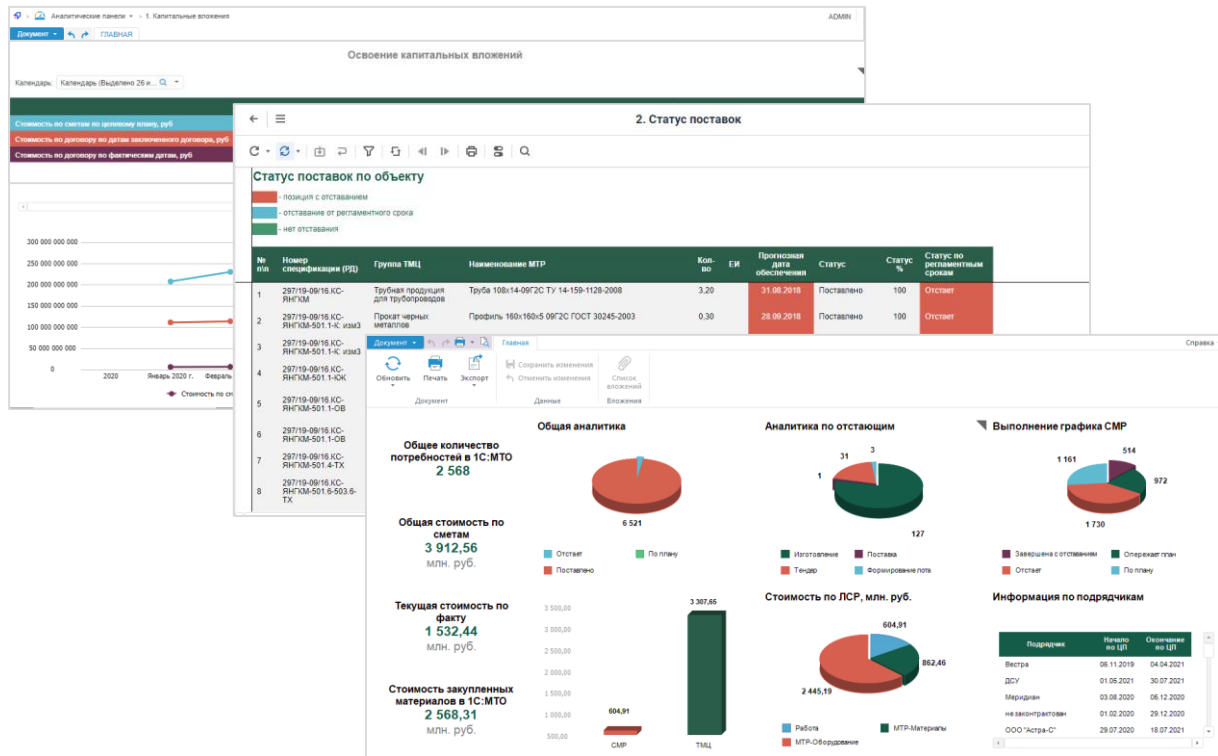 Аналитические панели > 1. Капитальные вложения
ADMIN
Документ
ГЛАВНАЯ
Освоение капитальных вложений
Календарь: Календарь (Выделено 26 и...
Стоимость по сметам по целевому плану, руб
Стоимость по договору по датам заключенного договора, руб
Стоимость по договору по фактическим датам, руб
300 000 000 000
250 000 000 000
200 000 000 000
150 000 000 000
100 000 000 000
50 000 000 000
0
2020
Январь 2020 г.
Февраль
Стоимость по см
2. Статус поставок
Статус поставок по объекту
- позиция с отставанием
- отставание от регламентного срока
- нет отставания
№ п\п
Номер спецификации (РД)
Группа ТМЦ
Наименование МТР
Кол-во
ЕИ
Прогнозная дата обеспечения
Статус
Статус %
Статус по регламентным срокам
1 297/19-09/16.КС-ЯНГКМ Трубная продукция для трубопроводов Труба 108х14-09Г2С ТУ 14-159-1128-2008 3,20 31.08.2018 Поставлено 100 Отстает
2 297/19-09/16.КС-ЯНГКМ-501.1-К изм3 Прокат черных металлов Профиль 160х160х5 09Г2С ГОСТ 30245-2003 0,30 28.09.2018 Поставлено 100 Отстает
3 297/19-09/16.КС-ЯНГКМ-501.1-К изм3
4 297/19-09/16.КС-ЯНГКМ-501.1-ЮК
5 297/19-09/16.КС-ЯНГКМ-501.1-ОВ
6 297/19-09/16.КС-ЯНГКМ-501.1-ОВ
7 297/19-09/16.КС-ЯНГКМ-501.4-ТХ
8 297/19-09/16.КС-ЯНГКМ-501.6-503.6-ТХ
Документ
Главная
Справка
Обновить
Печать
Экспорт
Сохранить изменения
Отменить изменения
Список вложений
Документ
Данные
Вложения
Общее количество
потребностей в 1С:МТО
2 568
Общая стоимость по
сметам
3 912,56
млн. руб.
Текущая стоимость по
факту
1 532,44
млн. руб.
Стоимость закупленных
материалов в 1С:МТО
2 568,31
млн. руб.
Общая аналитика
6 521
Отстает
По плану
Поставлено
3 500,00
3 000,00
2 500,00
2 000,00
1 500,00
1 000,00
500,00
604,91
3 307,65
СМР
ТМЦ
Аналитика по отстающим
31
3
1
127
Изготовление
Поставка
Тендер
Формирование лота
Стоимость по ЛСР, млн. руб.
604,91
862,46
2 445,19
Работа
МТР-Материалы
МТР-Оборудование
Выполнение графика СМР
514
1 161
972
1 730
Завершена с отставанием
Опережает план
Отстает
По плану
Информация по подрядчикам
Подрядчик
Начало по ЦП
Окончание по ЦП
Вестра 06.11.2019 04.04.2021
ДСУ 01.05.2021 30.07.2021
Меридиан 03.08.2020 06.12.2020
не законтрактован 01.02.2020 29.12.2020
ООО "Астра-С" 29.07.2020 18.07.2021